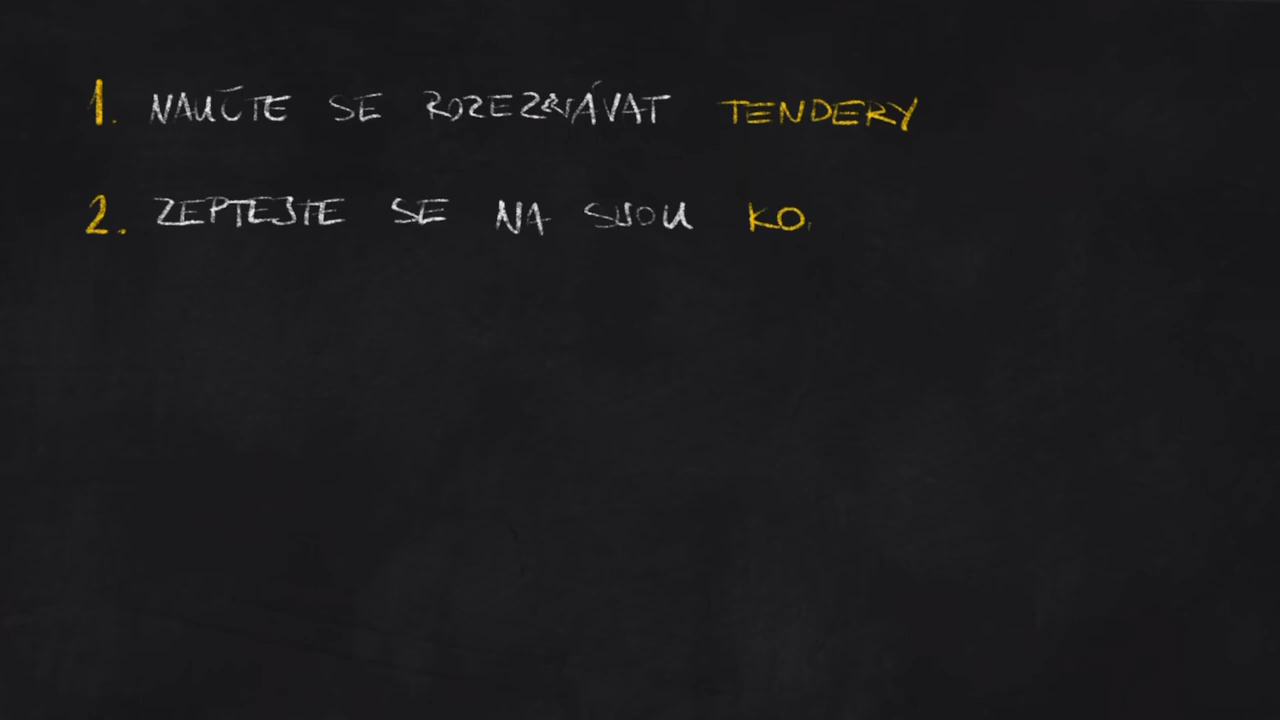 1. NAUČTE SE ROZEZNÁVAT TENDERY
2. ZEPTEJTE SE NA SVOU KO